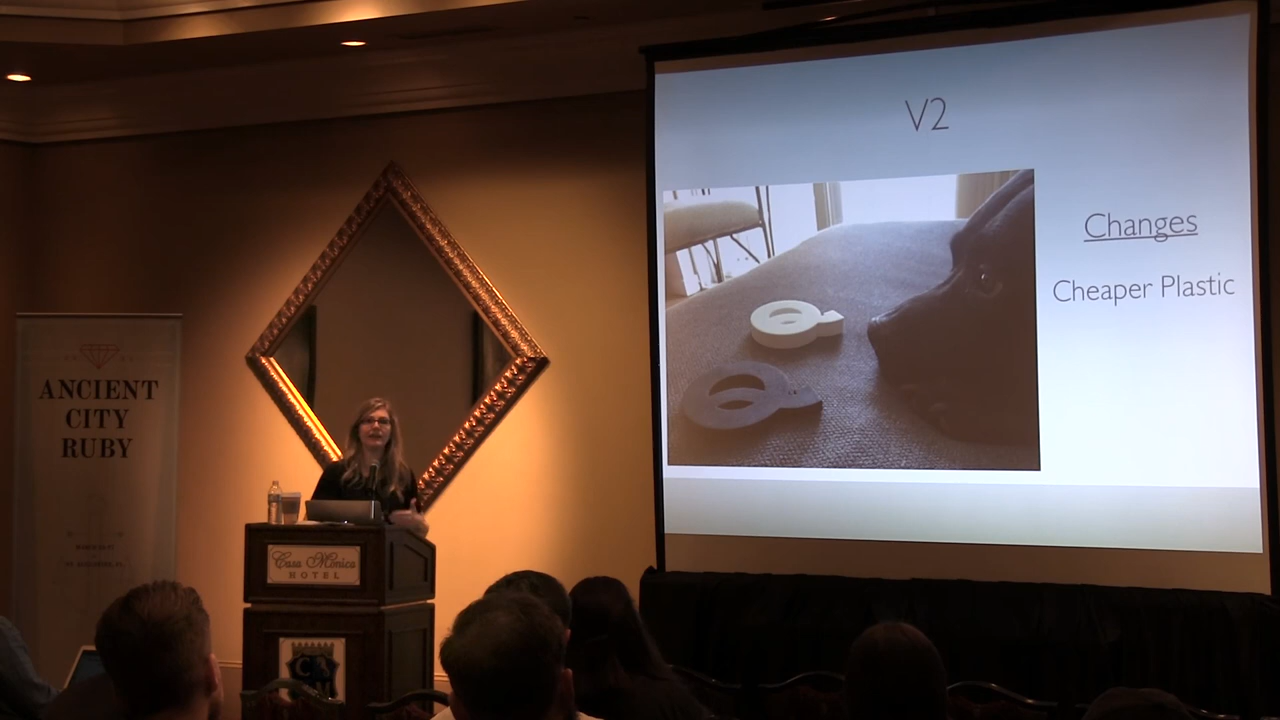 V2
Changes
Cheaper Plastic
ANCIENT
CITY
RUBY
Casa Monica
HOTEL